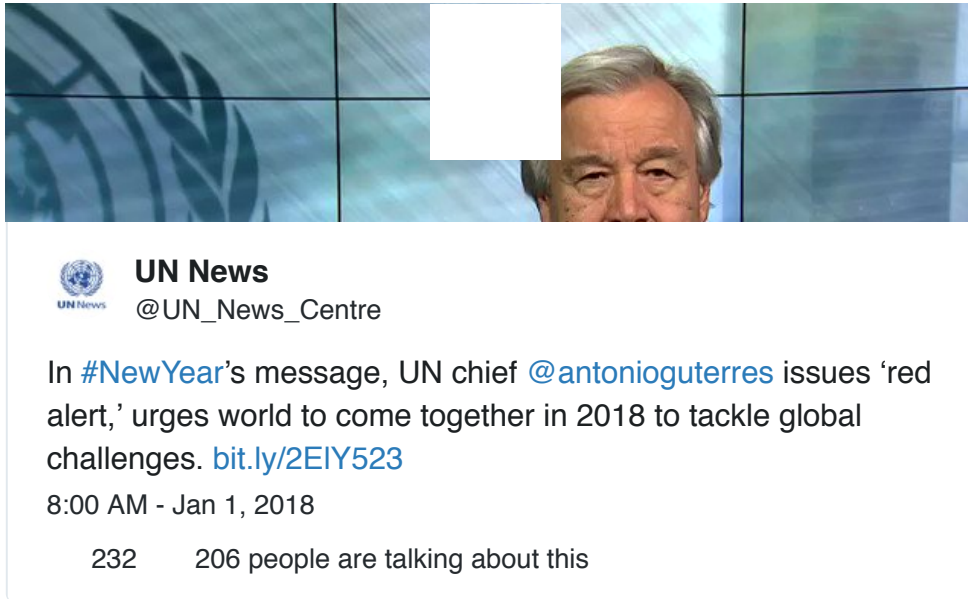 UN News
UN News
@UN_News_Centre
In #NewYear’s message, UN chief @antonioguterres issues ‘red
alert,’ urges world to come together in 2018 to tackle global
challenges. bit.ly/2ElY523
8:00 AM - Jan 1, 2018
232 206 people are talking about this